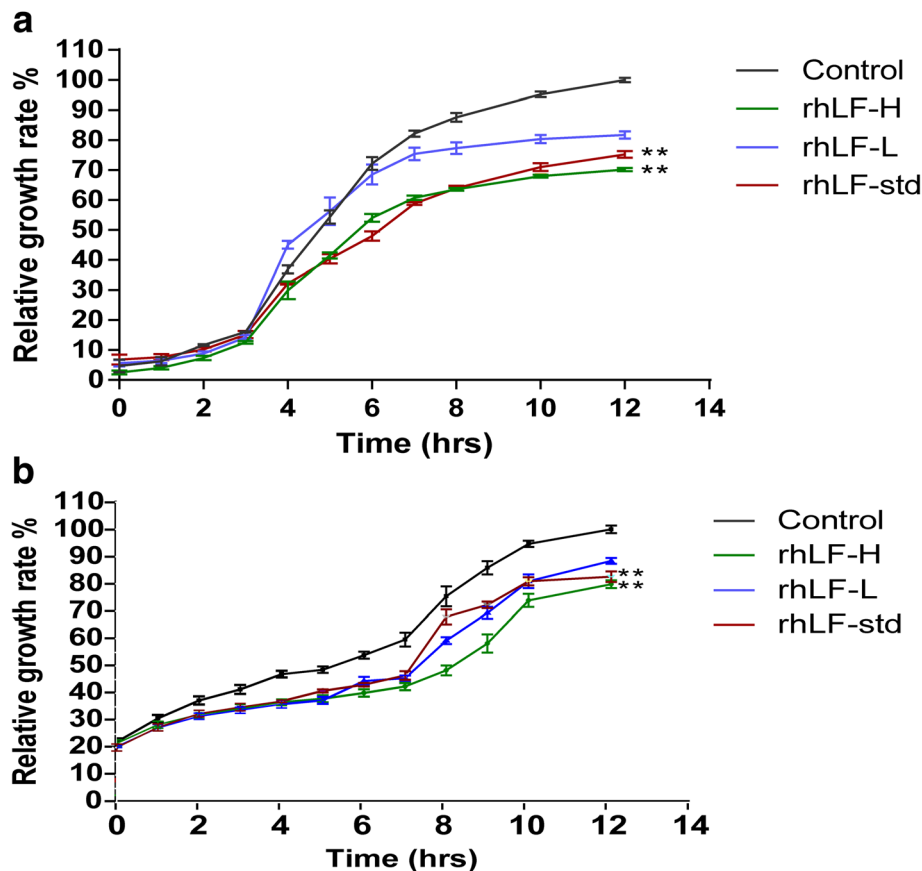 a
Relative growth rate %
110
100
90
80
70
60
50
40
30
20
10
0
0 2 4 6 8 10 12 14
Time (hrs)
**
**
Control
rhLF-H
rhLF-L
rhLF-std
b
Relative growth rate %
110
100
90
80
70
60
50
40
30
20
10
0
0 2 4 6 8 10 12 14
Time (hrs)
**
**
Control
rhLF-H
rhLF-L
rhLF-std